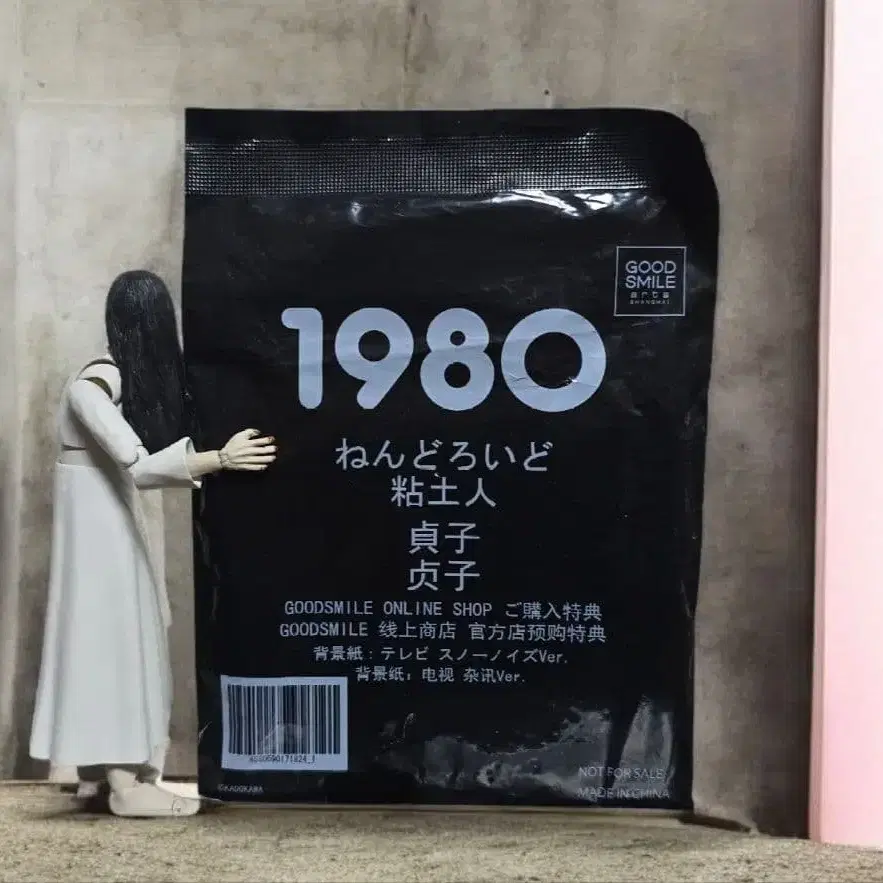 GOOD
SMILE
arts
SHANGHAI
1980
ねんどろいど
粘土人
貞子
贞子
GOODSMILE ONLINE SHOP ご購入特典
GOODSMILE 线上商店 官方店预购特典
背景紙：テレビ スノーノイズVer.
背景纸：电视 杂讯Ver.
NOT FOR SALE
MADE IN CHINA
©KADOKAWA